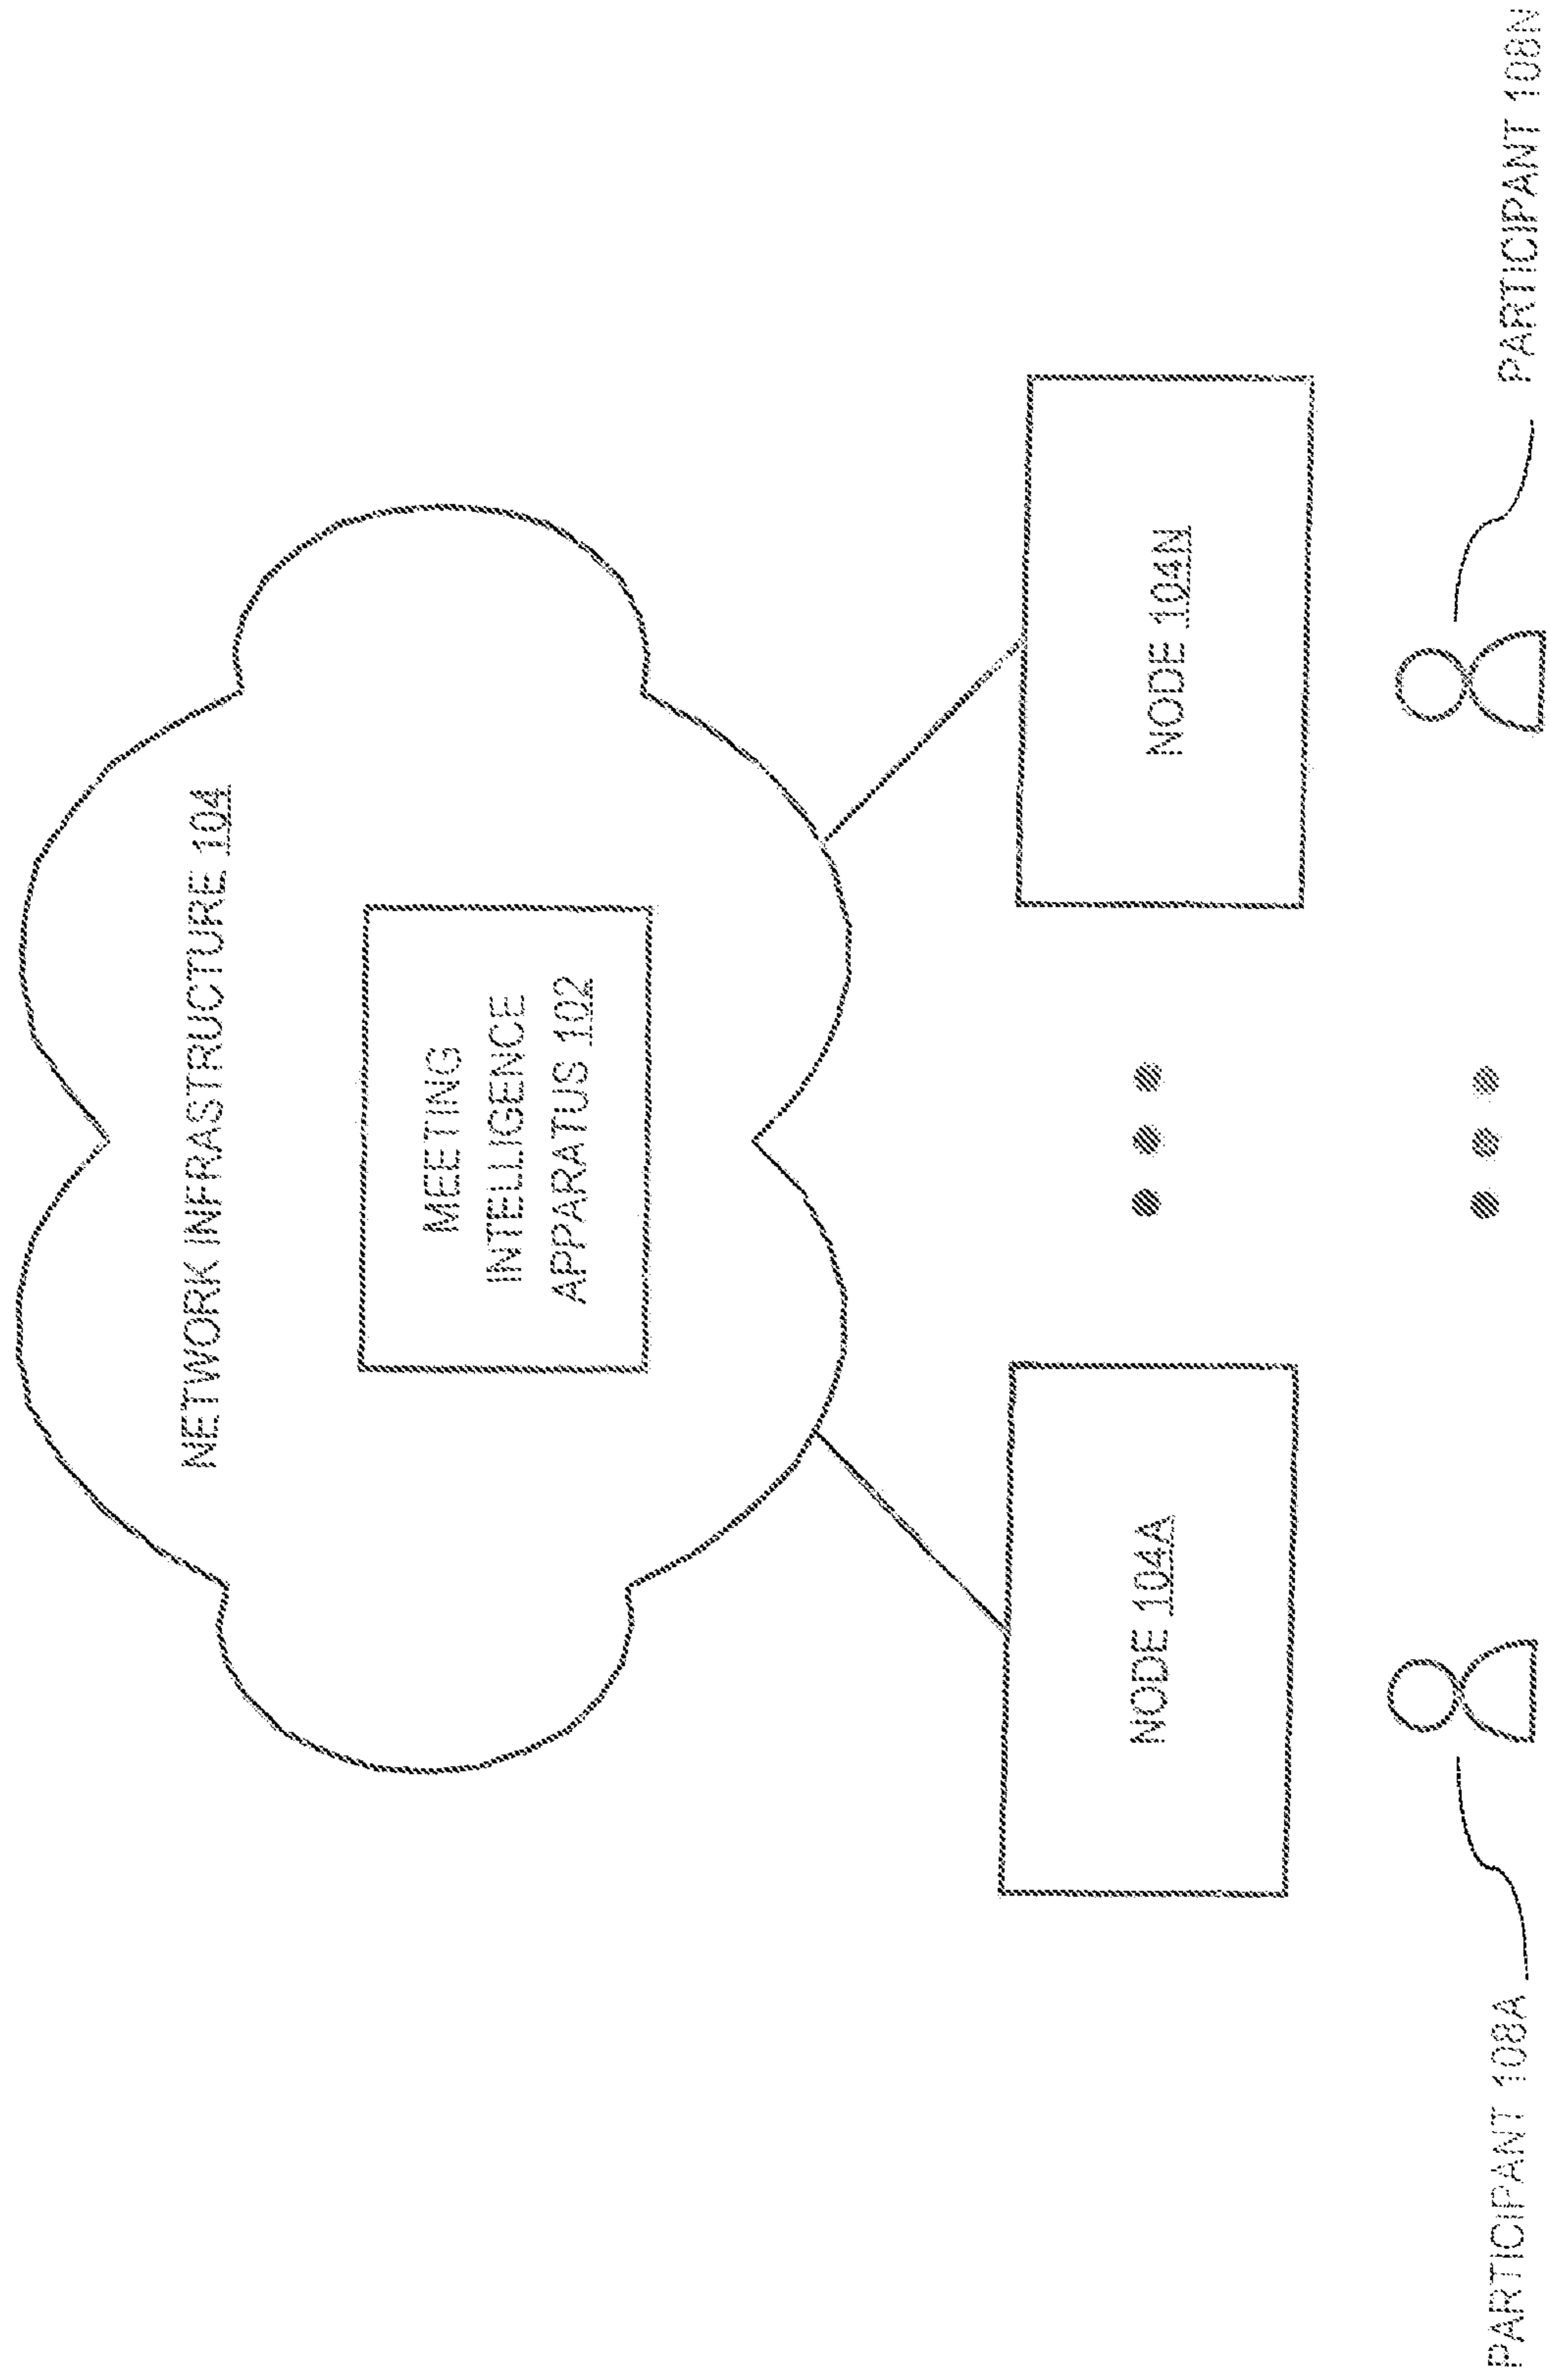 NETWORK INFRASTRUCTURE 104
MEETING
INTELLIGENCE
APPARATUS 102
NODE 104A
NODE 104N
PARTICIPANT 108A
PARTICIPANT 108N